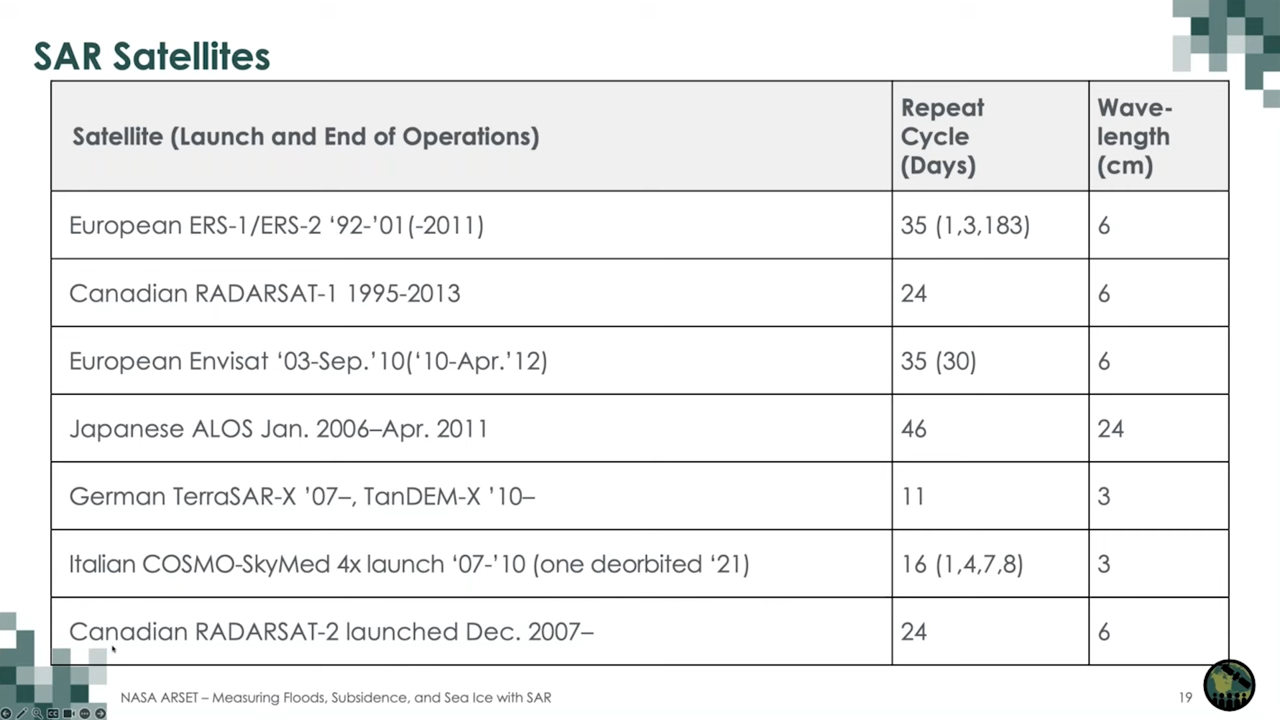 SAR Satellites
Satellite (Launch and End of Operations)
Repeat
Cycle
(Days)
Wave-
length
(cm)
European ERS-1/ERS-2 ‘92-’01(-2011) 35 (1,3,183) 6
Canadian RADARSAT-1 1995-2013 24 6
European Envisat ‘03-Sep.’10(‘10-Apr.’12) 35 (30) 6
Japanese ALOS Jan. 2006–Apr. 2011 46 24
German TerraSAR-X ’07–, TanDEM-X ’10– 11 3
Italian COSMO-SkyMed 4x launch ‘07-’10 (one deorbited ‘21) 16 (1,4,7,8) 3
Canadian RADARSAT-2 launched Dec. 2007– 24 6
NASA ARSET – Measuring Floods, Subsidence, and Sea Ice with SAR 19